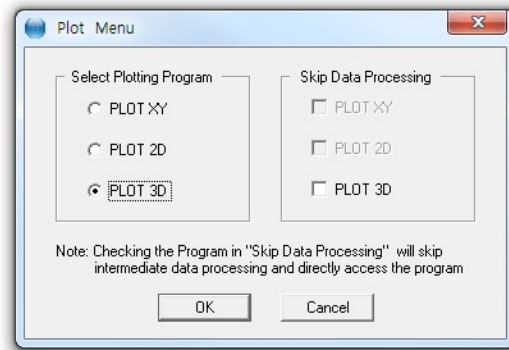 Plot Menu
Select Plotting Program
PLOT XY
PLOT 2D
PLOT 3D
Skip Data Processing
PLOT XY
PLOT 2D
PLOT 3D
Note: Checking the Program in "Skip Data Processing" will skip
intermediate data processing and directly access the program
OK
Cancel